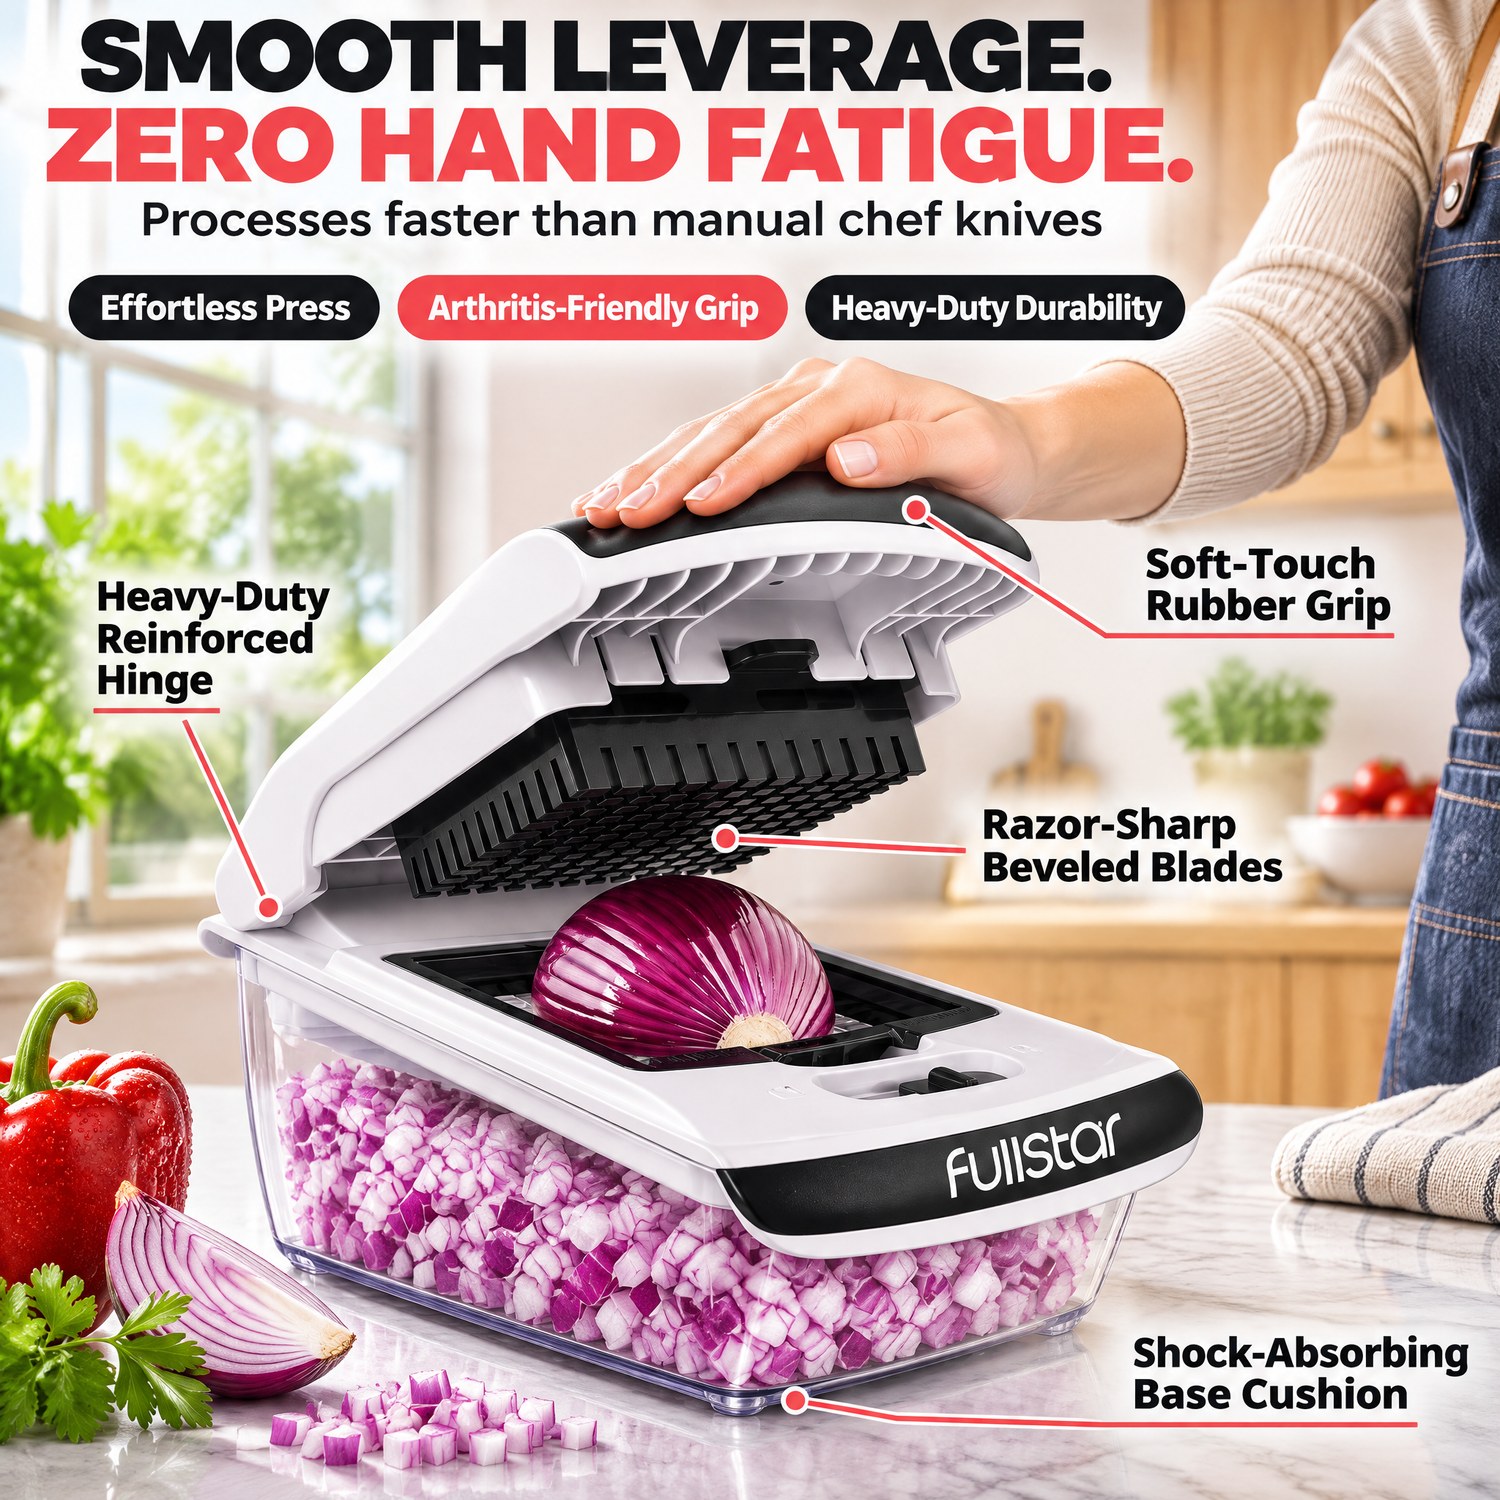 SMOOTH LEVERAGE.
ZERO HAND FATIGUE.
Processes faster than manual chef knives
Effortless Press
Arthritis-Friendly Grip
Heavy-Duty Durability
Heavy-Duty
Reinforced
Hinge
Soft-Touch
Rubber Grip
Razor-Sharp
Beveled Blades
fullstar
Shock-Absorbing
Base Cushion